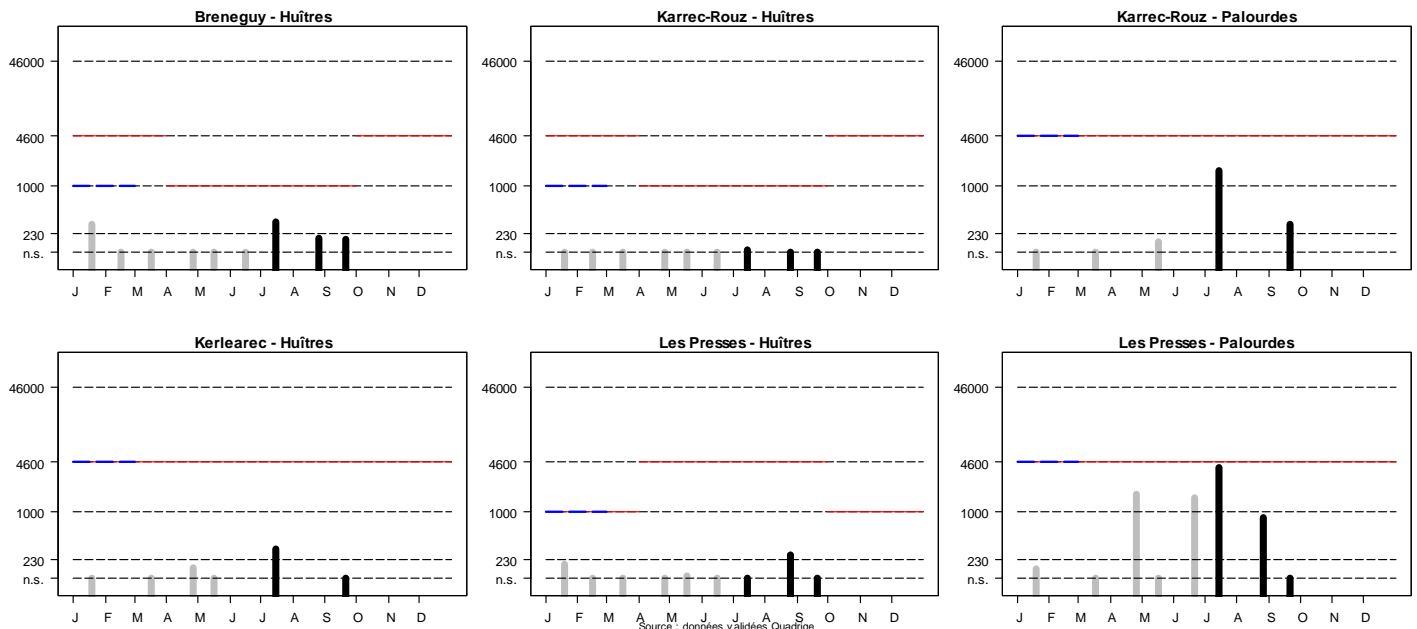 Breneguy - Huîtres
46000
4600
1000
230
n.s.
J F M A M J J A S O N D
Karrec-Rouz - Huîtres
46000
4600
1000
230
n.s.
J F M A M J J A S O N D
Karrec-Rouz - Palourdes
46000
4600
1000
230
n.s.
J F M A M J J A S O N D
Kerlearec - Huîtres
46000
4600
1000
230
n.s.
J F M A M J J A S O N D
Les Presses - Huîtres
46000
4600
1000
230
n.s.
J F M A M J J A S O N D
Les Presses - Palourdes
46000
4600
1000
230
n.s.
J F M A M J J A S O N D
Source : données validées Quadrige